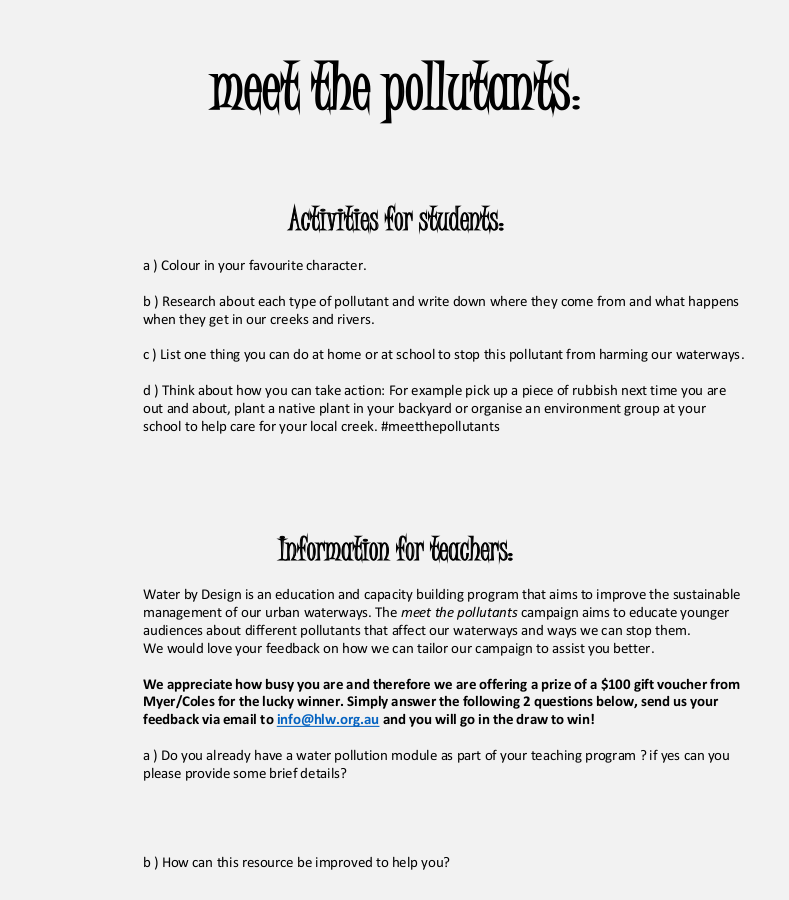 meet the pollutants:
Activities for students:
a ) Colour in your favourite character.
b ) Research about each type of pollutant and write down where they come from and what happens
when they get in our creeks and rivers.
c ) List one thing you can do at home or at school to stop this pollutant from harming our waterways.
d ) Think about how you can take action: For example pick up a piece of rubbish next time you are
out and about, plant a native plant in your backyard or organise an environment group at your
school to help care for your local creek. #meetthepollutants
Information for teachers:
Water by Design is an education and capacity building program that aims to improve the sustainable
management of our urban waterways. The meet the pollutants campaign aims to educate younger
audiences about different pollutants that affect our waterways and ways we can stop them.
We would love your feedback on how we can tailor our campaign to assist you better.
We appreciate how busy you are and therefore we are offering a prize of a $100 gift voucher from
Myer/Coles for the lucky winner. Simply answer the following 2 questions below, send us your
feedback via email to info@hlw.org.au and you will go in the draw to win!
a ) Do you already have a water pollution module as part of your teaching program ? if yes can you
please provide some brief details?
b ) How can this resource be improved to help you?